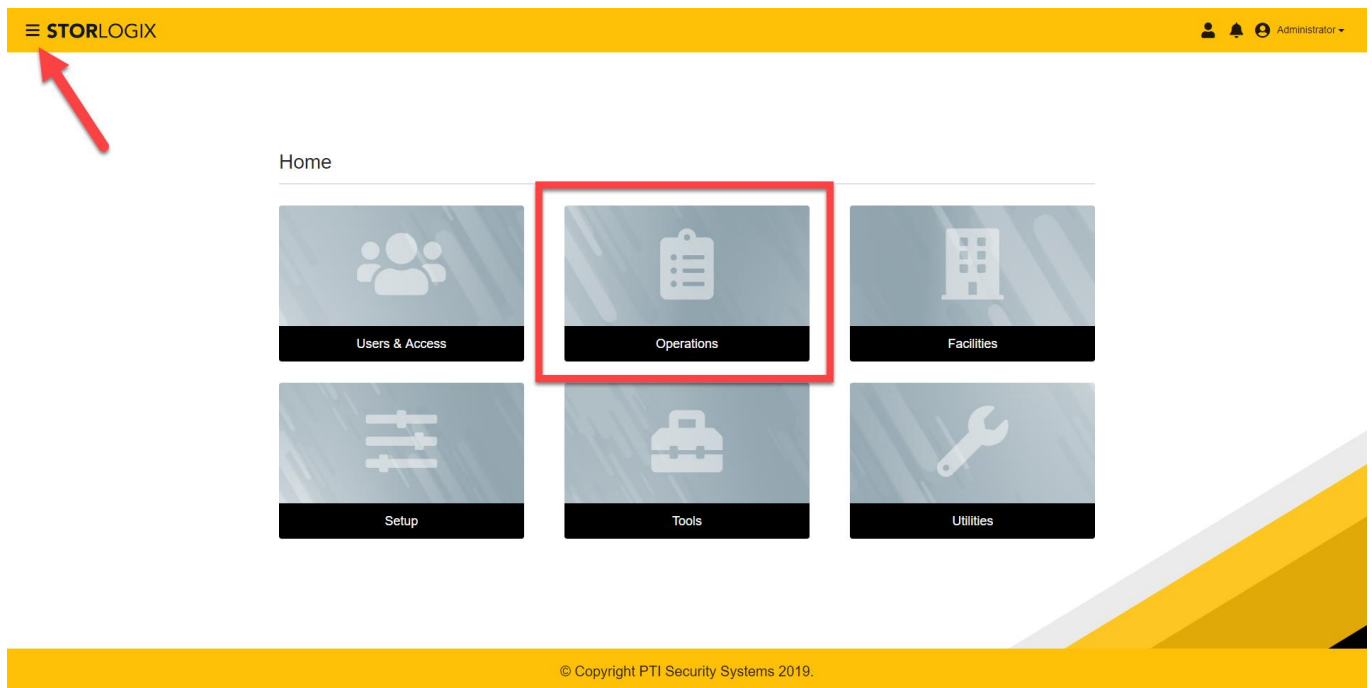 STORLOGIX
Administrator
Home
Users & Access
Operations
Facilities
Setup
Tools
Utilities
© Copyright PTI Security Systems 2019.